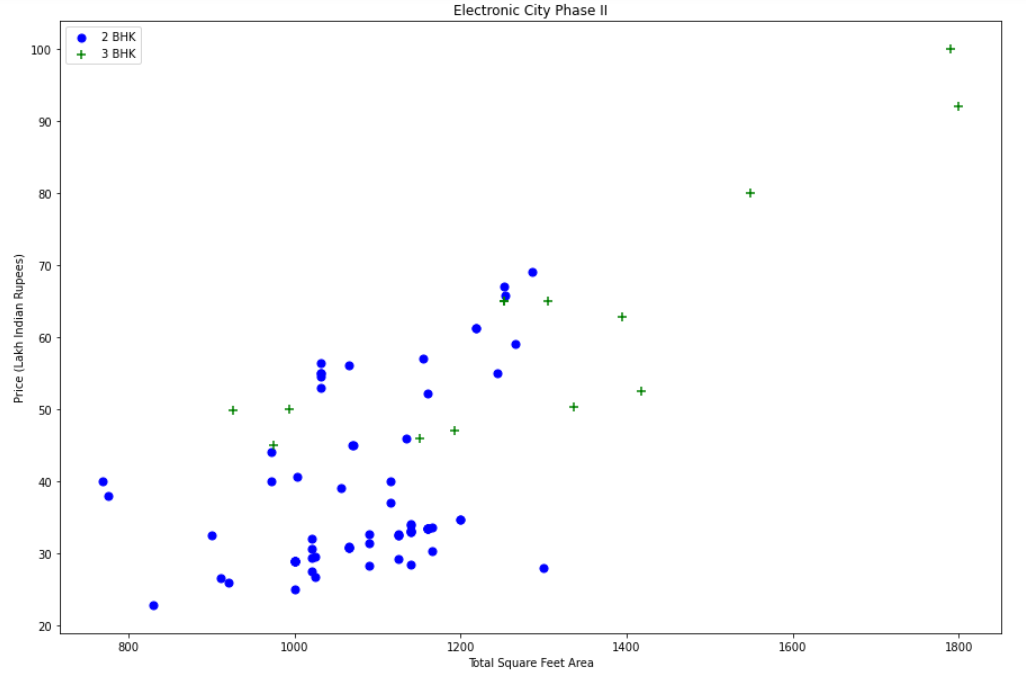 Electronic City Phase II
2 BHK
3 BHK
Price (Lakh Indian Rupees)
100
90
80
70
60
50
40
30
20
800 1000 1200 1400 1600 1800
Total Square Feet Area